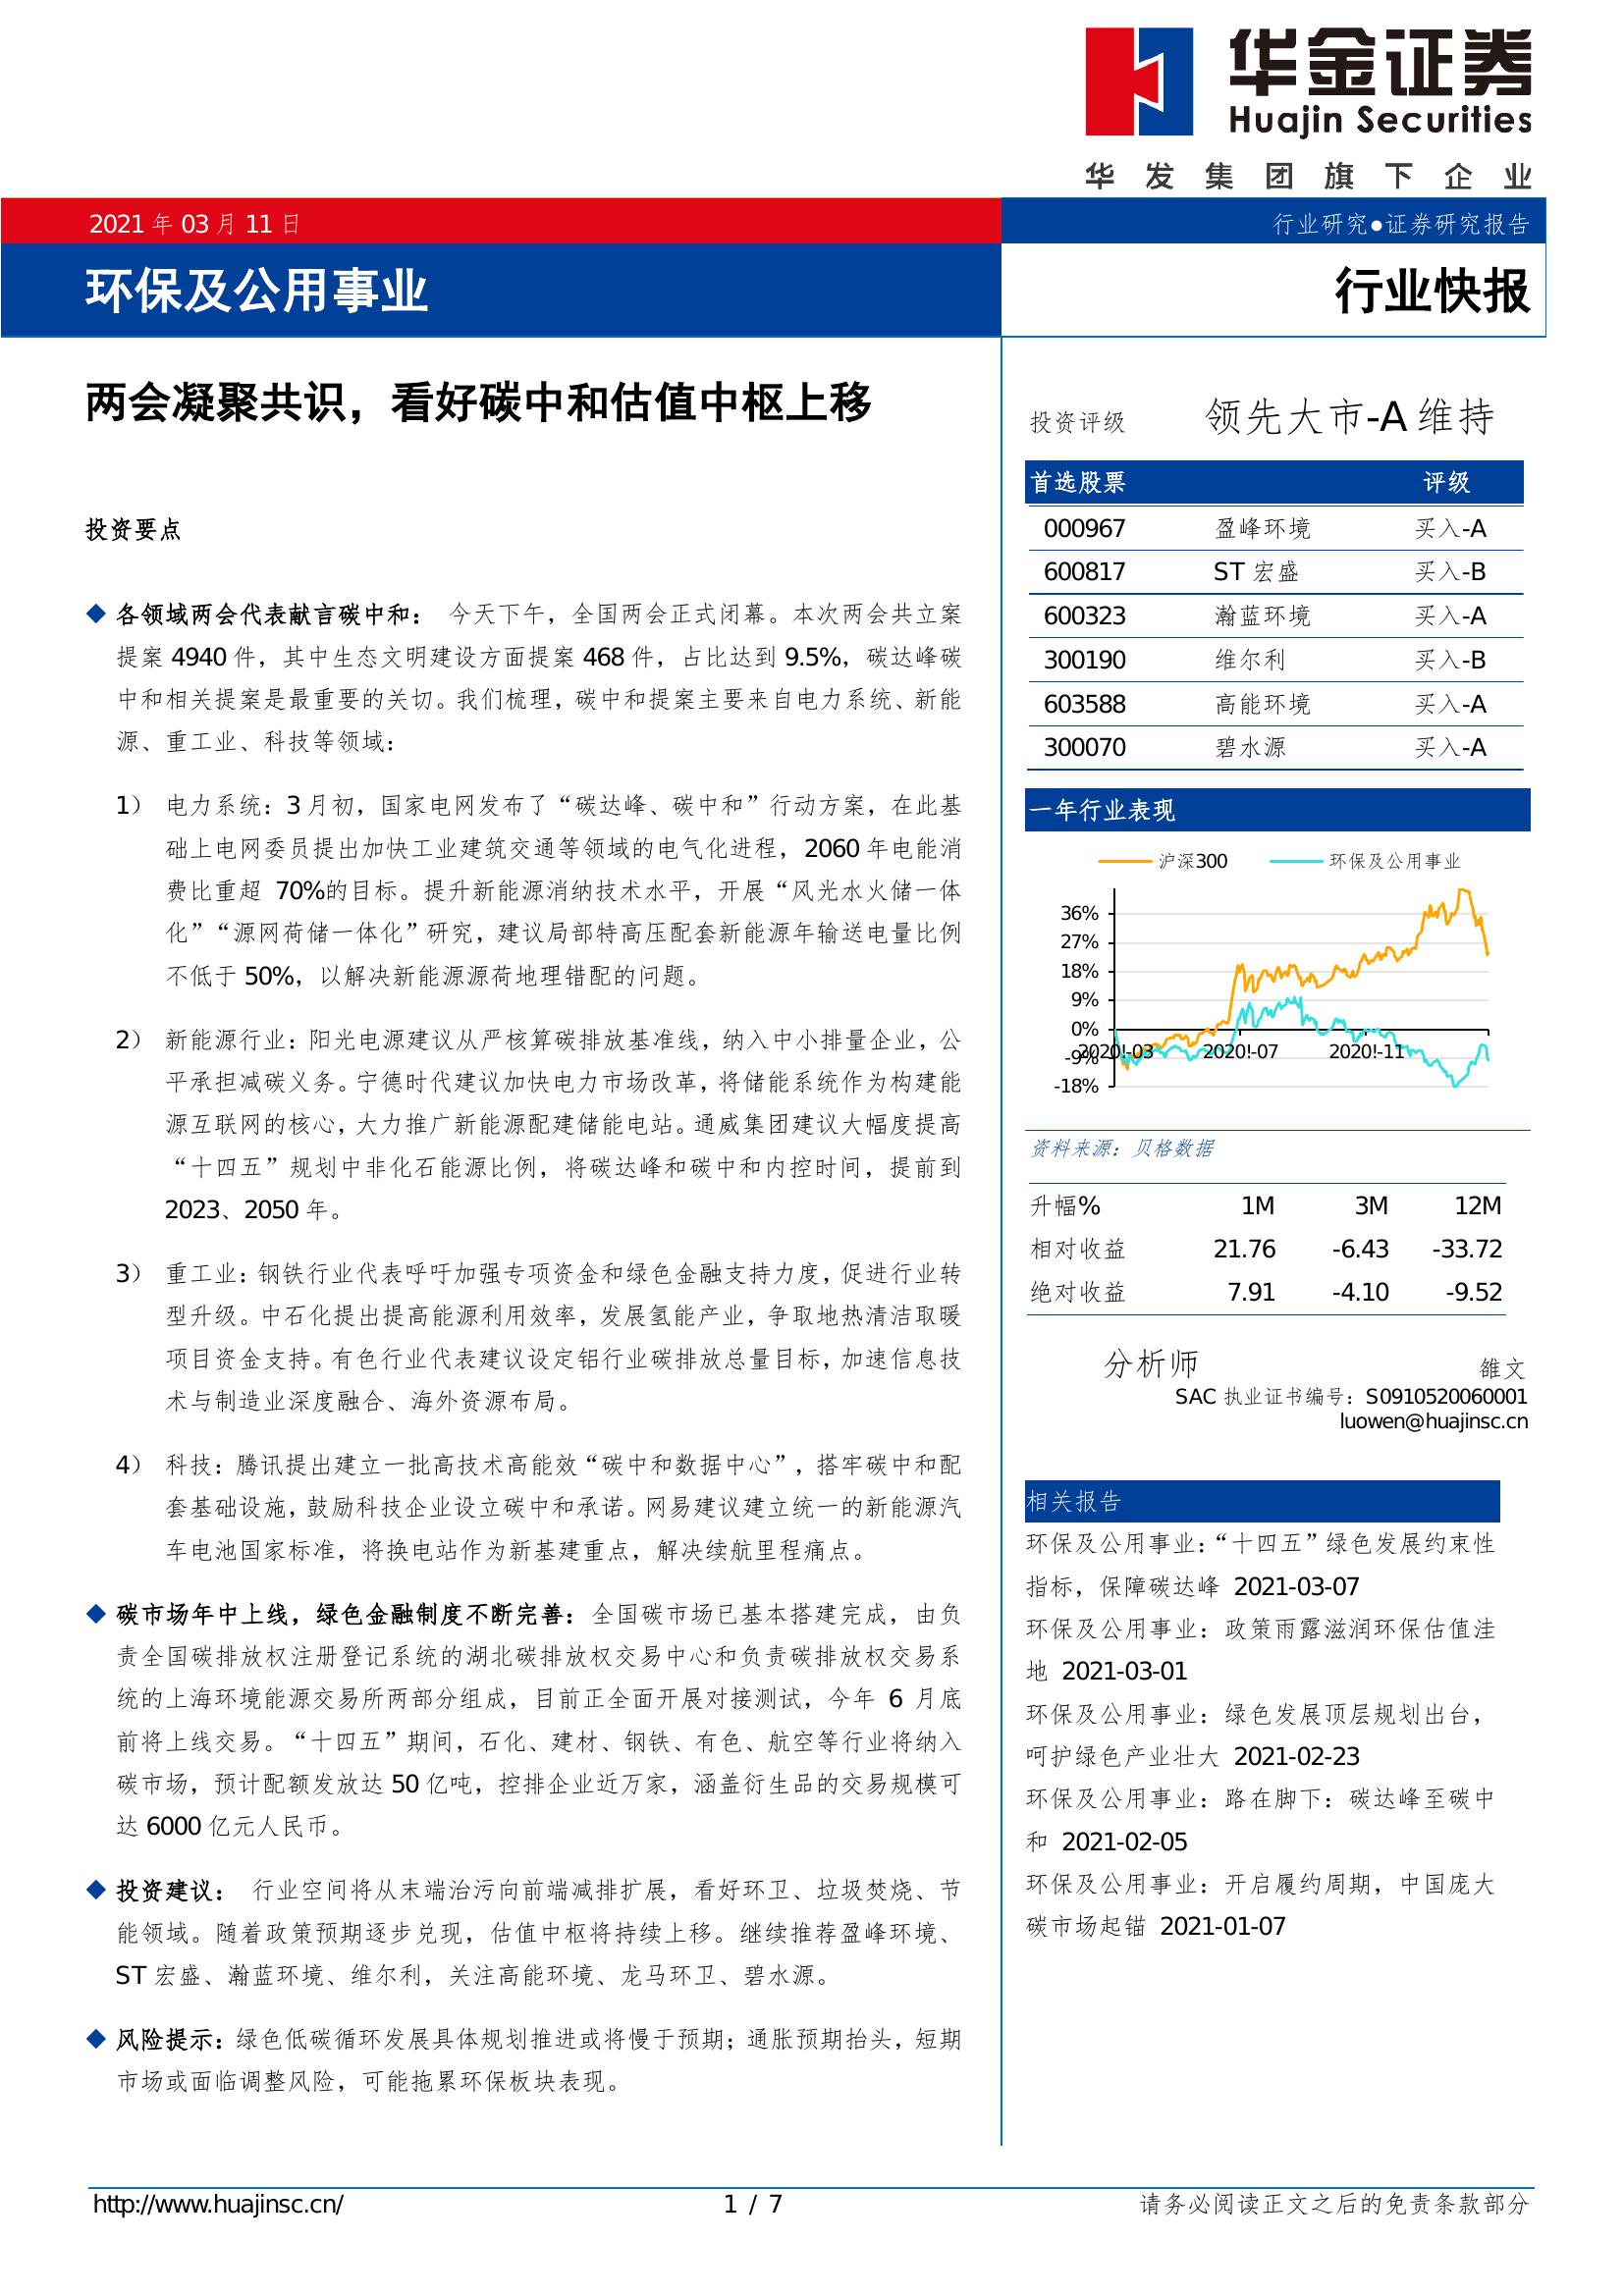 华金证券
Huajin Securities
华发集团旗下企业
2021 年 03 月 11 日
行业研究●证券研究报告
环保及公用事业
行业快报
两会凝聚共识，看好碳中和估值中枢上移
投资要点
◆ 各领域两会代表献言碳中和： 今天下午，全国两会正式闭幕。本次两会共立案
提案 4940 件，其中生态文明建设方面提案 468 件，占比达到 9.5%，碳达峰碳
中和相关提案是最重要的关切。我们梳理，碳中和提案主要来自电力系统、新能
源、重工业、科技等领域：
1） 电力系统：3 月初，国家电网发布了“碳达峰、碳中和”行动方案，在此基
础上电网委员提出加快工业建筑交通等领域的电气化进程，2060 年电能消
费比重超 70%的目标。提升新能源消纳技术水平，开展“风光水火储一体
化”“源网荷储一体化”研究，建议局部特高压配套新能源年输送电量比例
不低于 50%，以解决新能源源荷地理错配的问题。
2） 新能源行业：阳光电源建议从严核算碳排放基准线，纳入中小排量企业，公
平承担减碳义务。宁德时代建议加快电力市场改革，将储能系统作为构建能
源互联网的核心，大力推广新能源配建储能电站。通威集团建议大幅度提高
“十四五”规划中非化石能源比例，将碳达峰和碳中和内控时间，提前到
2023、2050 年。
3） 重工业：钢铁行业代表呼吁加强专项资金和绿色金融支持力度，促进行业转
型升级。中石化提出提高能源利用效率，发展氢能产业，争取地热清洁取暖
项目资金支持。有色行业代表建议设定铝行业碳排放总量目标，加速信息技
术与制造业深度融合、海外资源布局。
4） 科技：腾讯提出建立一批高技术高能效“碳中和数据中心”，搭牢碳中和配
套基础设施，鼓励科技企业设立碳中和承诺。网易建议建立统一的新能源汽
车电池国家标准，将换电站作为新基建重点，解决续航里程痛点。
◆ 碳市场年中上线，绿色金融制度不断完善：全国碳市场已基本搭建完成，由负
责全国碳排放权注册登记系统的湖北碳排放权交易中心和负责碳排放权交易系
统的上海环境能源交易所两部分组成，目前正全面开展对接测试，今年 6 月底
前将上线交易。“十四五”期间，石化、建材、钢铁、有色、航空等行业将纳入
碳市场，预计配额发放达 50 亿吨，控排企业近万家，涵盖衍生品的交易规模可
达 6000 亿元人民币。
◆ 投资建议： 行业空间将从末端治污向前端减排扩展，看好环卫、垃圾焚烧、节
能领域。随着政策预期逐步兑现，估值中枢将持续上移。继续推荐盈峰环境、
ST 宏盛、瀚蓝环境、维尔利，关注高能环境、龙马环卫、碧水源。
◆ 风险提示：绿色低碳循环发展具体规划推进或将慢于预期；通胀预期抬头，短期
市场或面临调整风险，可能拖累环保板块表现。
投资评级 领先大市-A 维持
首选股票 评级
000967 盈峰环境 买入-A
600817 ST 宏盛 买入-B
600323 瀚蓝环境 买入-A
300190 维尔利 买入-B
603588 高能环境 买入-A
300070 碧水源 买入-A
一年行业表现
沪深300 环保及公用事业
36%
27%
18%
9%
0%
-9%
-18%
2020!-03 2020!-07 2020!-11
资料来源：贝格数据
升幅% 1M 3M 12M
相对收益 21.76 -6.43 -33.72
绝对收益 7.91 -4.10 -9.52
分析师 雒文
SAC 执业证书编号：S0910520060001
luowen@huajinsc.cn
相关报告
环保及公用事业：“十四五”绿色发展约束性
指标，保障碳达峰 2021-03-07
环保及公用事业：政策雨露滋润环保估值洼
地 2021-03-01
环保及公用事业：绿色发展顶层规划出台，
呵护绿色产业壮大 2021-02-23
环保及公用事业：路在脚下：碳达峰至碳中
和 2021-02-05
环保及公用事业：开启履约周期，中国庞大
碳市场起锚 2021-01-07
http://www.huajinsc.cn/ 1 / 7 请务必阅读正文之后的免责条款部分